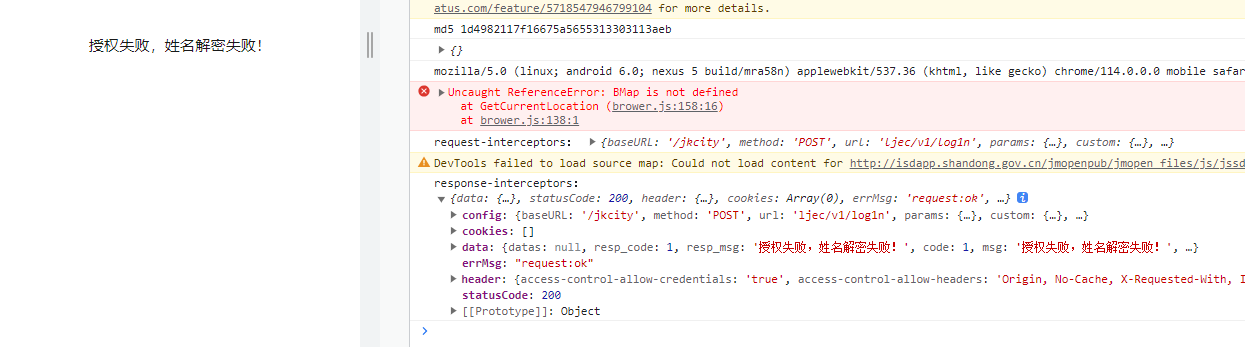 授权失败，姓名解密失败！
atus.com/feature/5718547946799104 for more details.
md5 1d4982117f16675a5655313303113aeb
{}
mozilla/5.0 (linux; android 6.0; nexus 5 build/mra58n) applewebkit/537.36 (khtml, like gecko) chrome/114.0.0.0 mobile safar
Uncaught ReferenceError: BMap is not defined
at GetCurrentLocation (brower.js:158:16)
at brower.js:138:1
request-interceptors: {baseURL: '/jkcity', method: 'POST', url: 'ljec/v1/log1n', params: {…}, custom: {…}, …}
DevTools failed to load source map: Could not load content for http://isdapp.shandong.gov.cn/jmopenpub/jmopen_files/js/jssd
response-interceptors:
{data: {…}, statusCode: 200, header: {…}, cookies: Array(0), errMsg: 'request:ok', …}
config: {baseURL: '/jkcity', method: 'POST', url: 'ljec/v1/log1n', params: {…}, custom: {…}, …}
cookies: []
data: {datas: null, resp_code: 1, resp_msg: '授权失败，姓名解密失败！', code: 1, msg: '授权失败，姓名解密失败！', …}
errMsg: "request:ok"
header: {access-control-allow-credentials: 'true', access-control-allow-headers: 'Origin, No-Cache, X-Requested-With, I
statusCode: 200
[[Prototype]]: Object